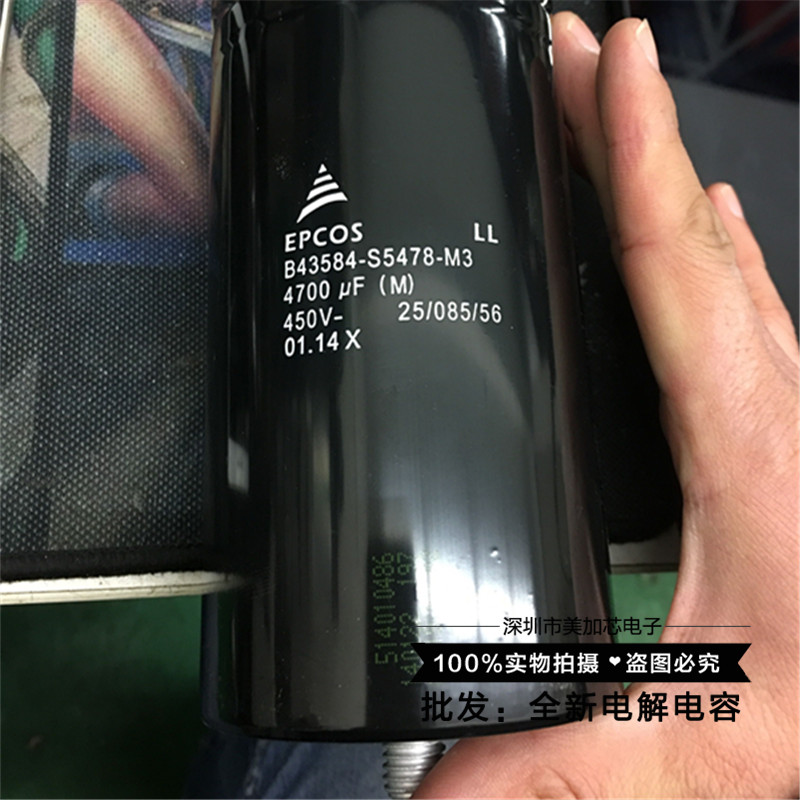 EPCOS LL
B43584-S5478-M3
4700 µF (M)
450V- 25/085/56
01.14 X
514010486
深圳市美加芯电子
100%实物拍摄❤盗图必究
批发：全新电解电容